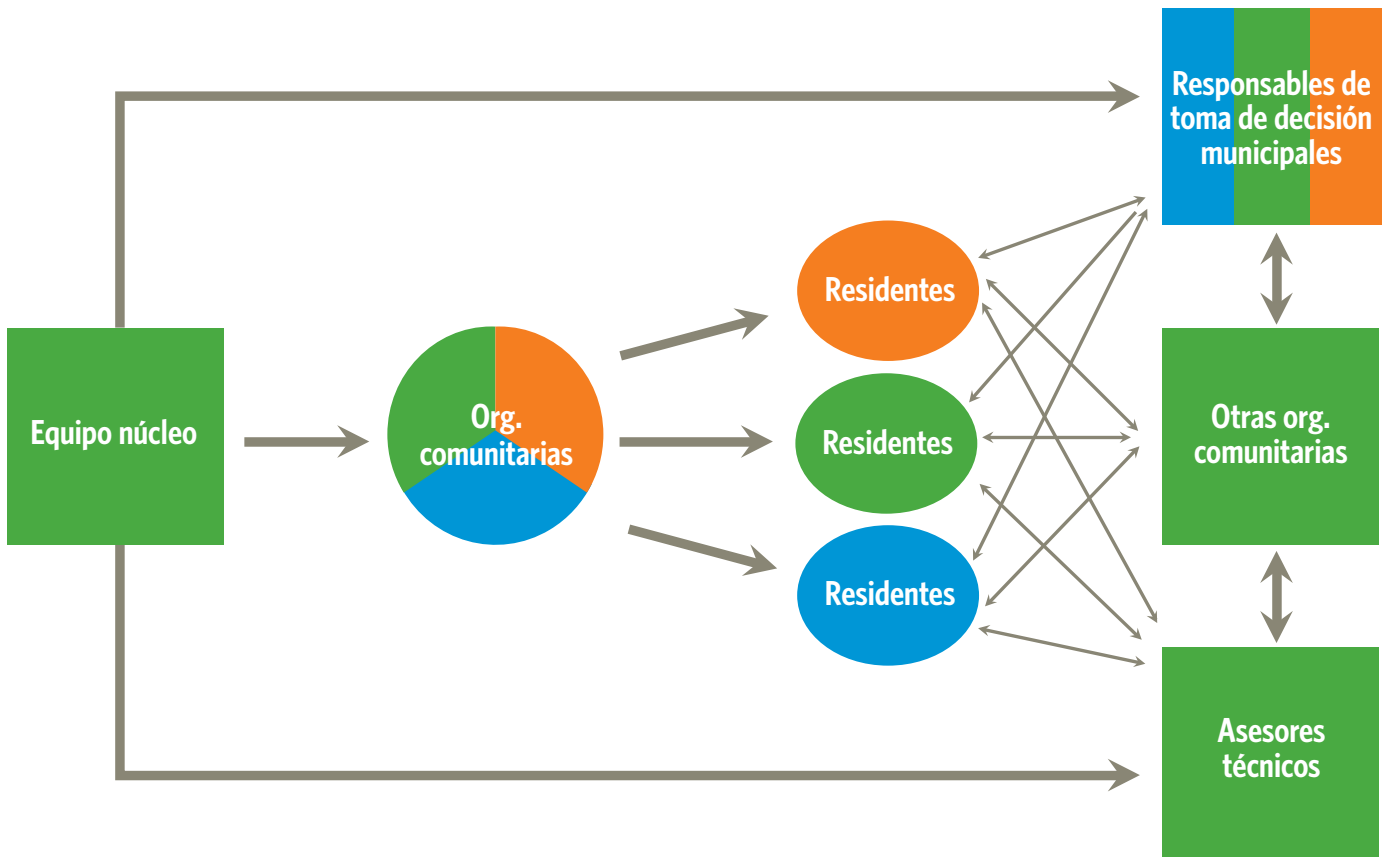 Responsables de
toma de decisión
municipales
Residentes
Equipo núcleo
Org.
comunitarias
Residentes
Otras org.
comunitarias
Residentes
Asesores
técnicos